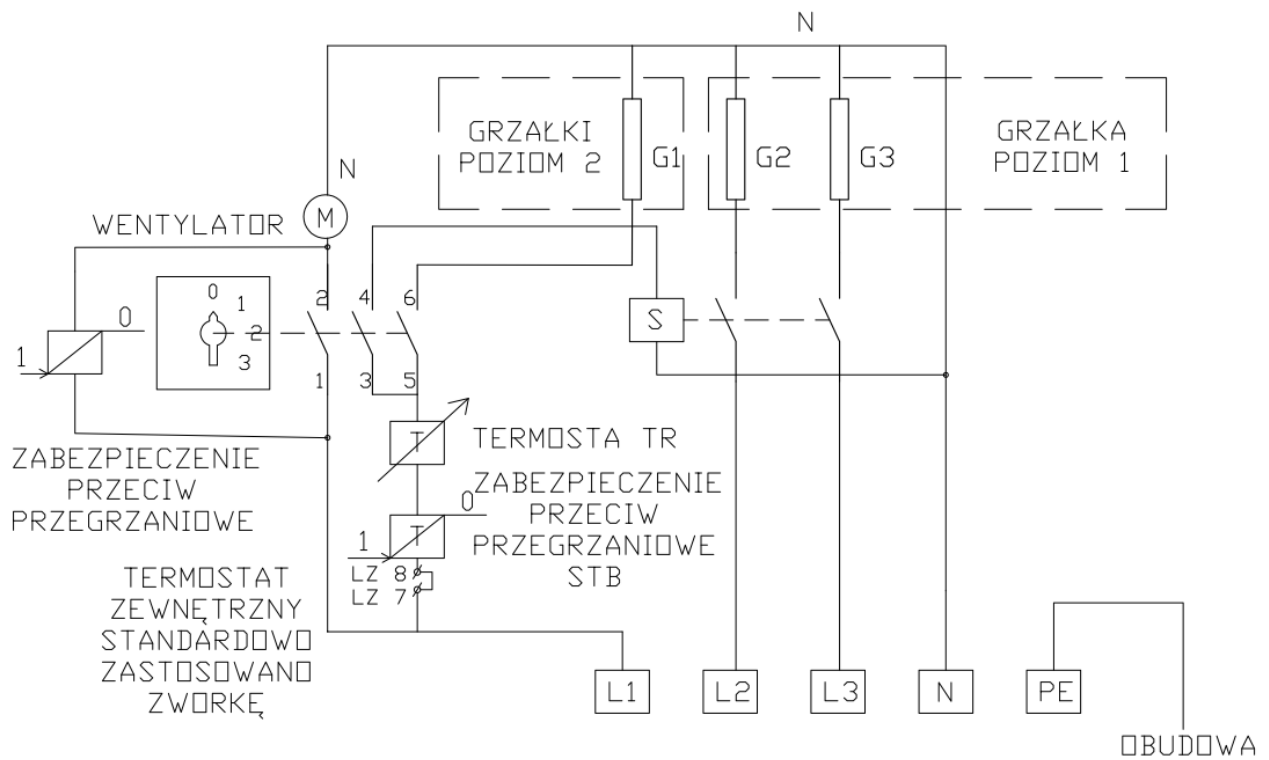 N
GRZAŁKI
POZIOM 2
G1
G2
G3
GRZAŁKA
POZIOM 1
N
WENTYLATOR
M
0
0
1
2
3
1
2
4
6
1
3
5
S
ZABEZPIECZENIE
PRZECIW
PRZEGRZANIOWE
T
TERMOSTA TR
ZABEZPIECZENIE
PRZECIW
PRZEGRZANIOWE
STB
0
1
T
LZ 8
LZ 7
TERMOSTAT
ZEWNĘTRZNY
STANDARDOWO
ZASTOSOWANO
ZWORKĘ
L1
L2
L3
N
PE
OBUDOWA